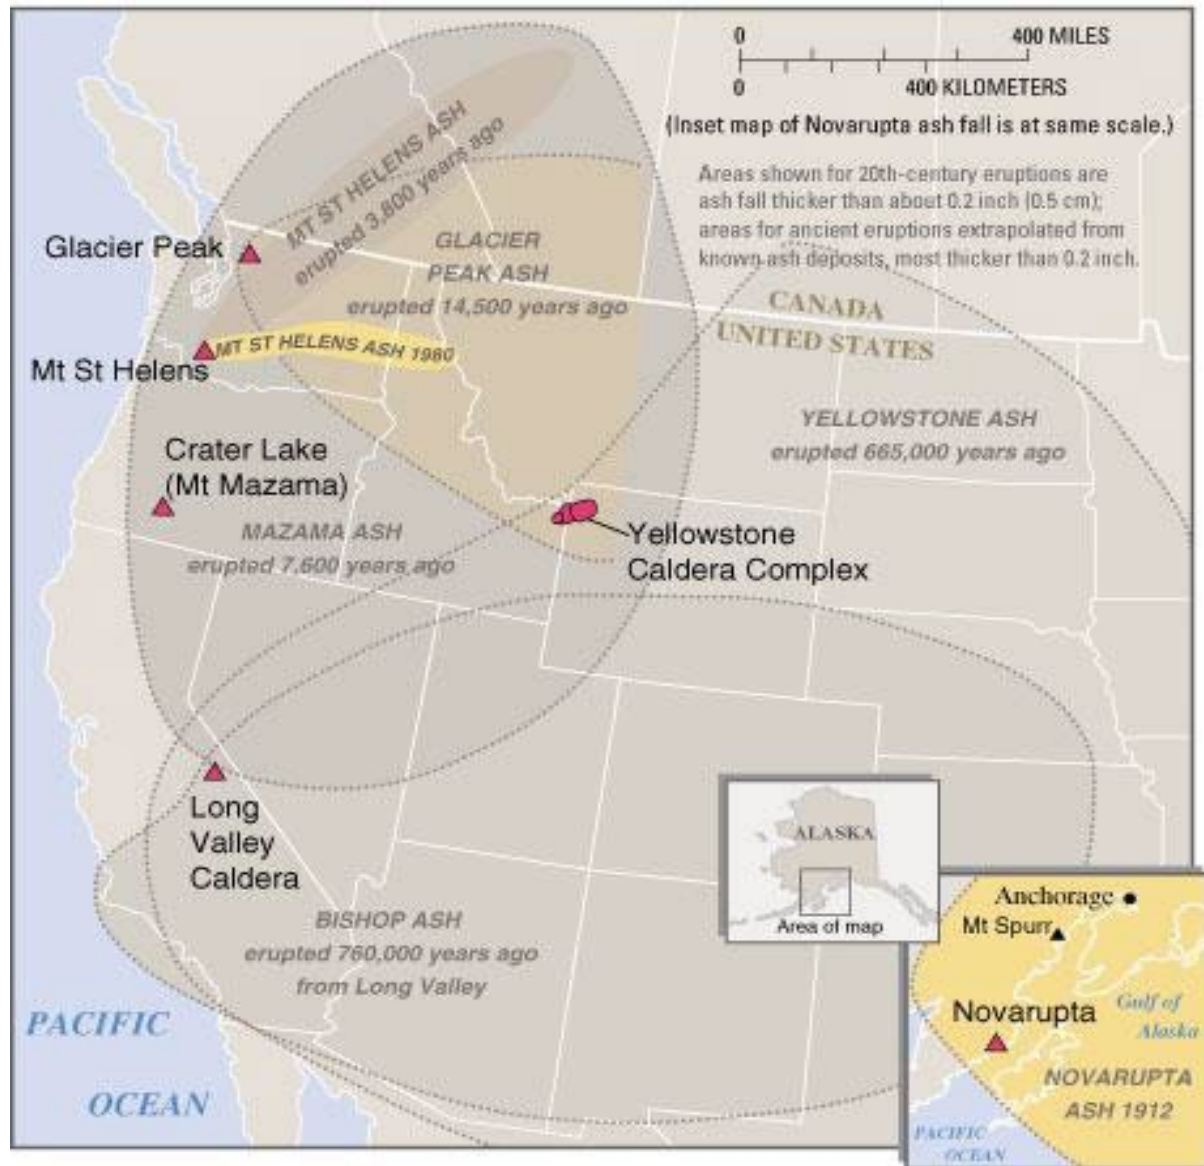 0 400 MILES
0 400 KILOMETERS
(Inset map of Novarupta ash fall is at same scale.)
Areas shown for 20th-century eruptions are
ash fall thicker than about 0.2 inch (0.5 cm);
areas for ancient eruptions extrapolated from
known ash deposits, most thicker than 0.2 inch.
MT ST HELENS ASH
erupted 3,800 years ago
Glacier Peak
GLACIER
PEAK ASH
erupted 14,500 years ago
CANADA
UNITED STATES
MT ST HELENS ASH 1980
Mt St Helens
YELLOWSTONE ASH
erupted 665,000 years ago
Crater Lake
(Mt Mazama)
MAZAMA ASH
erupted 7,600 years ago
Yellowstone
Caldera Complex
Long
Valley
Caldera
BISHOP ASH
erupted 760,000 years ago
from Long Valley
PACIFIC
OCEAN
ALASKA
Area of map
Anchorage
Mt Spurr
Novarupta
Gulf of
Alaska
NOVARUPTA
ASH 1912
PACIFIC
OCEAN